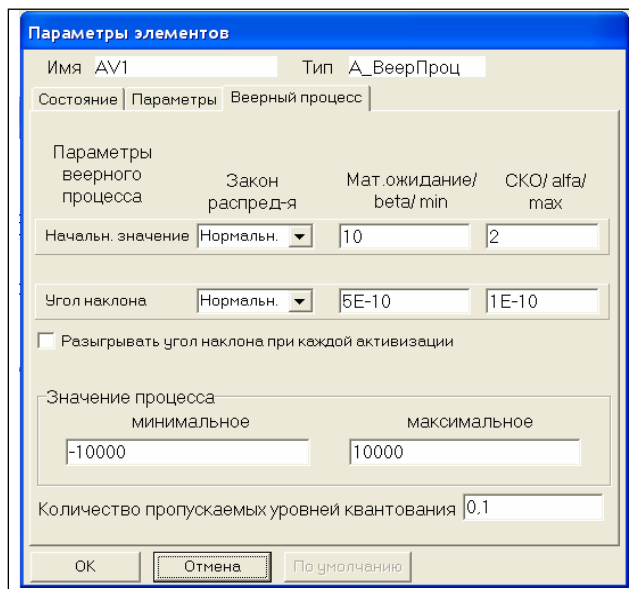 Параметры элементов
Имя AV1 Тип А_ВеерПроц
Состояние Параметры Веерный процесс
Параметры
веерного
процесса
Закон
распред-я
Мат.ожидание/
beta/ min
СКО/ alfa/
max
Начальн. значение Нормальн. 10 2
Угол наклона Нормальн. 5E-10 1E-10
Разыгрывать угол наклона при каждой активизации
Значение процесса
минимальное максимальное
-10000 10000
Количество пропускаемых уровней квантования 0,1
ОК Отмена По умолчанию